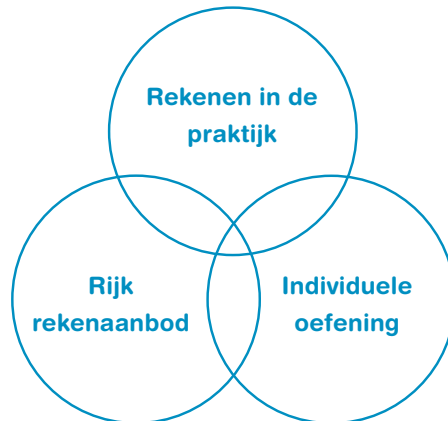 Rekenen in de
praktijk
Rijk
rekenaanbod
Individuele
oefening